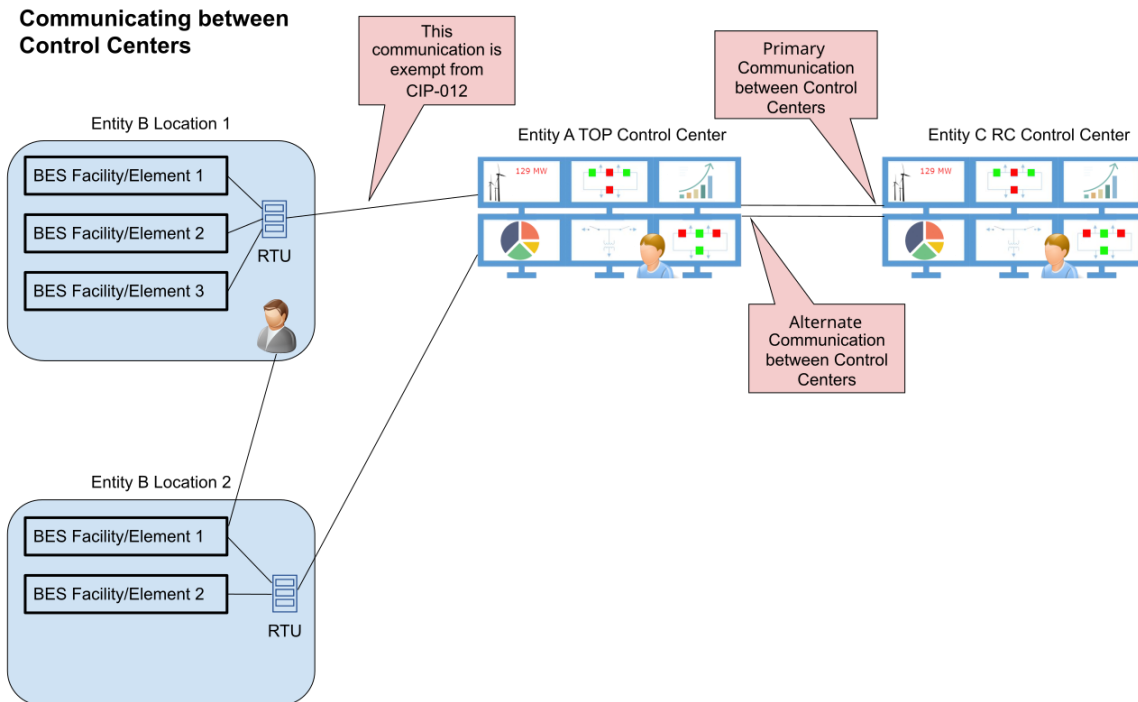 Communicating between
Control Centers
This
communication is
exempt from
CIP-012
Primary
Communication
between Control
Centers
Entity B Location 1
Entity A TOP Control Center
Entity C RC Control Center
BES Facility/Element 1
BES Facility/Element 2
BES Facility/Element 3
RTU
129 MW
129 MW
Alternate
Communication
between Control
Centers
Entity B Location 2
BES Facility/Element 1
BES Facility/Element 2
RTU